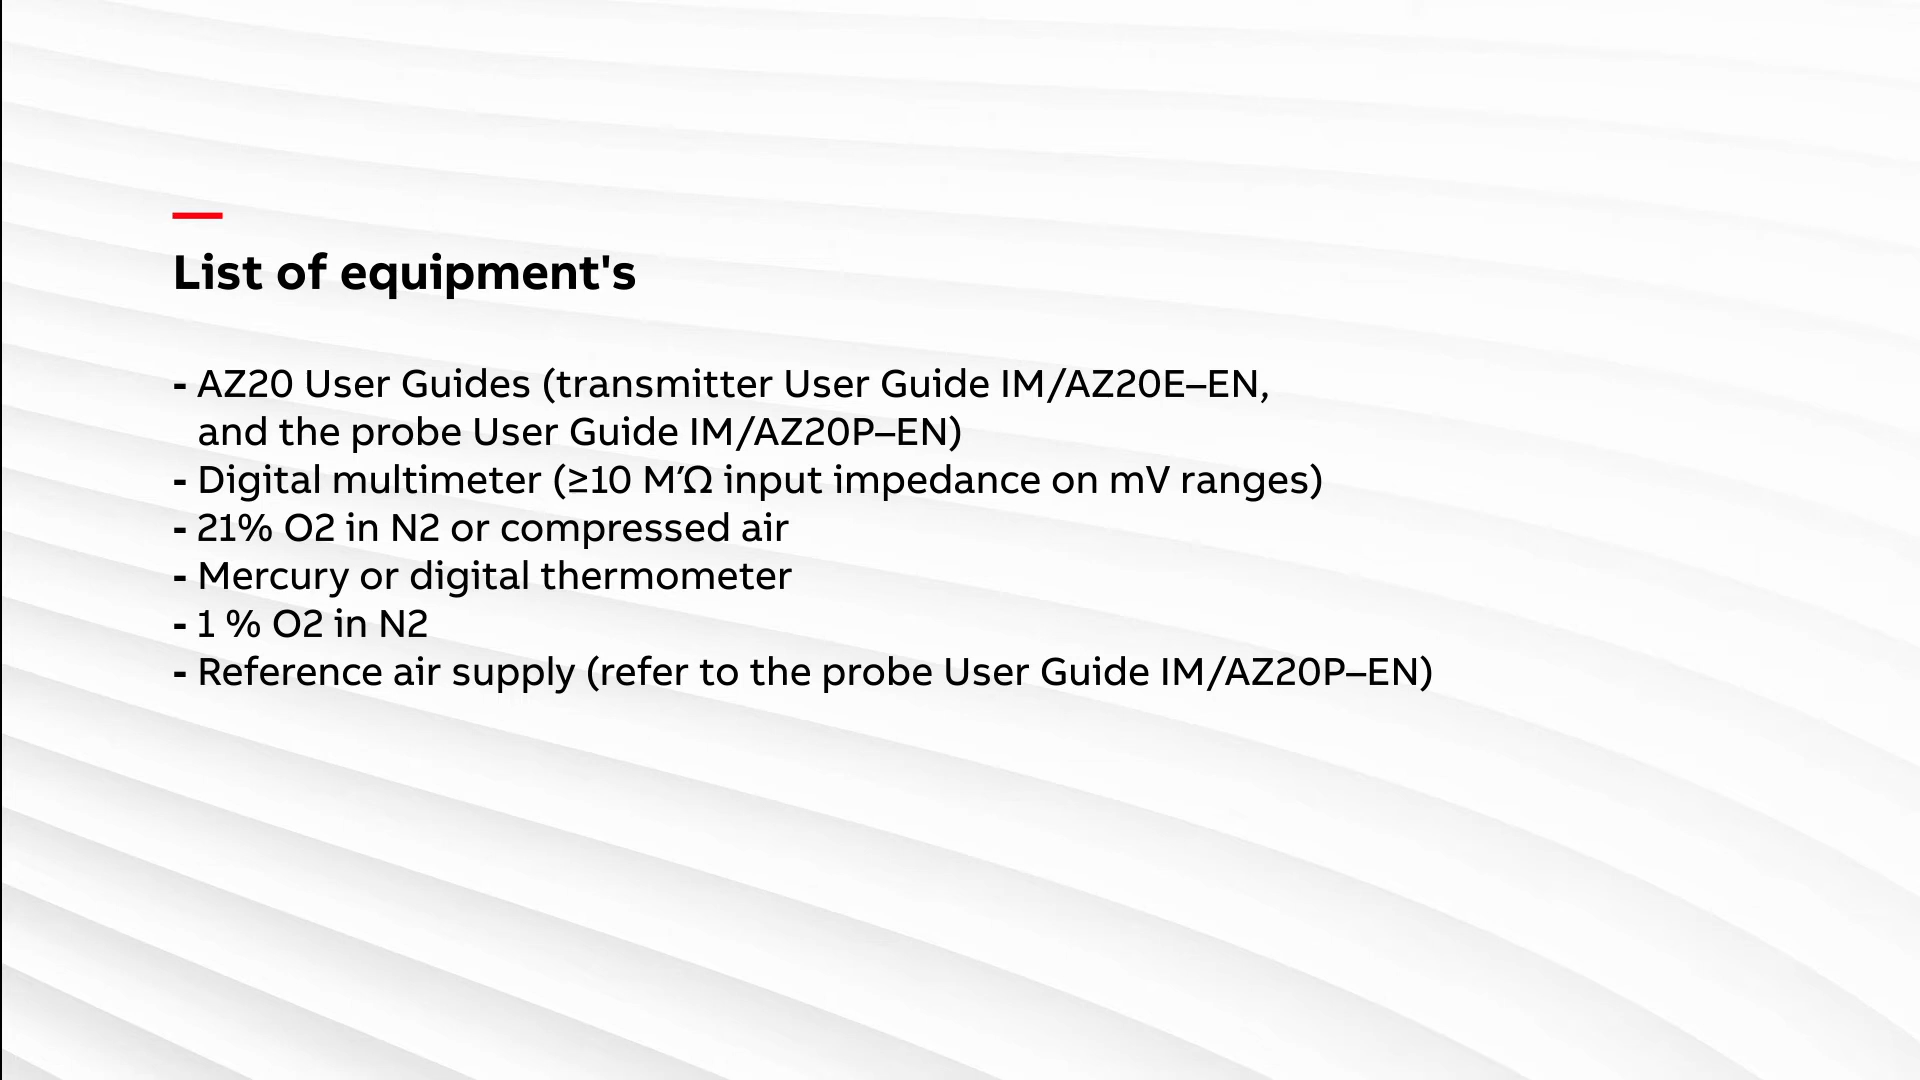 List of equipment's
- AZ20 User Guides (transmitter User Guide IM/AZ20E–EN,
and the probe User Guide IM/AZ20P–EN)
- Digital multimeter (≥10 M′Ω input impedance on mV ranges)
- 21% O2 in N2 or compressed air
- Mercury or digital thermometer
- 1 % O2 in N2
- Reference air supply (refer to the probe User Guide IM/AZ20P–EN)